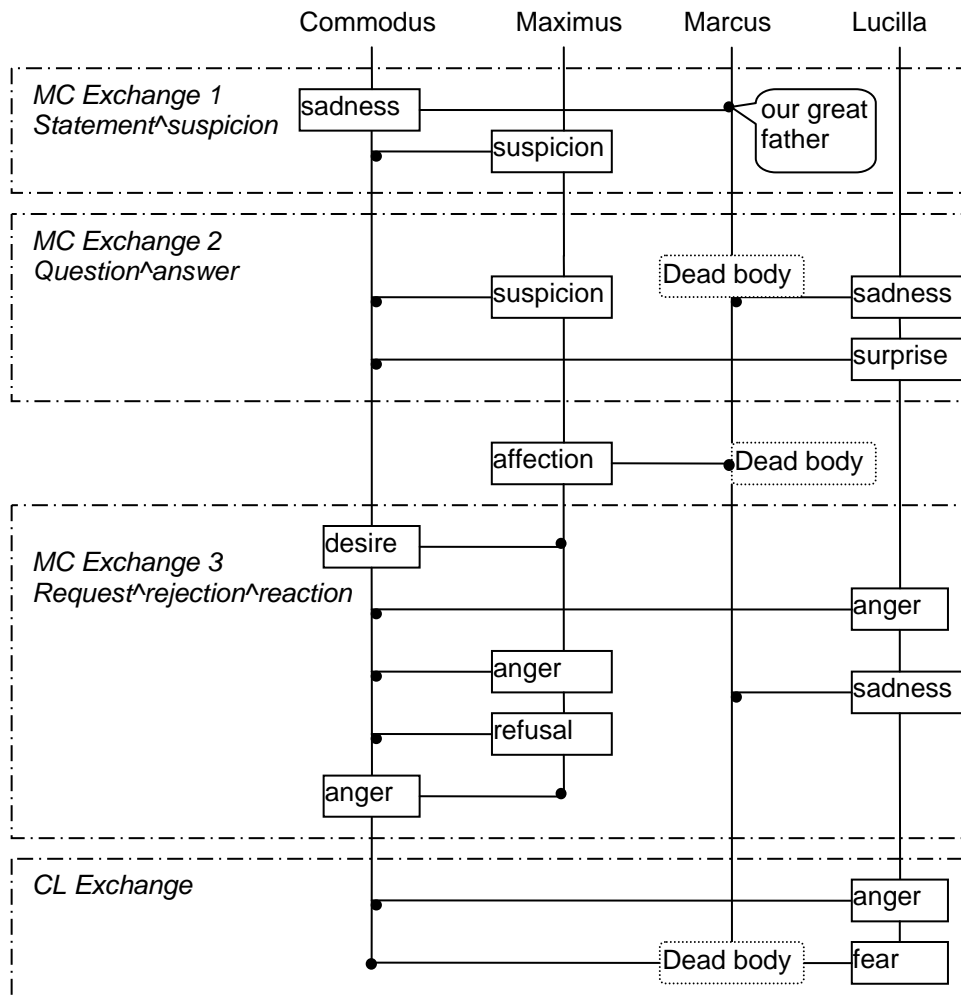 Commodus Maximus Marcus Lucilla
MC Exchange 1
Statement^suspicion
sadness
our great
father
suspicion
MC Exchange 2
Question^answer
Dead body
suspicion
sadness
surprise
affection
Dead body
MC Exchange 3
Request^rejection^reaction
desire
anger
anger
sadness
refusal
anger
CL Exchange
anger
Dead body
fear